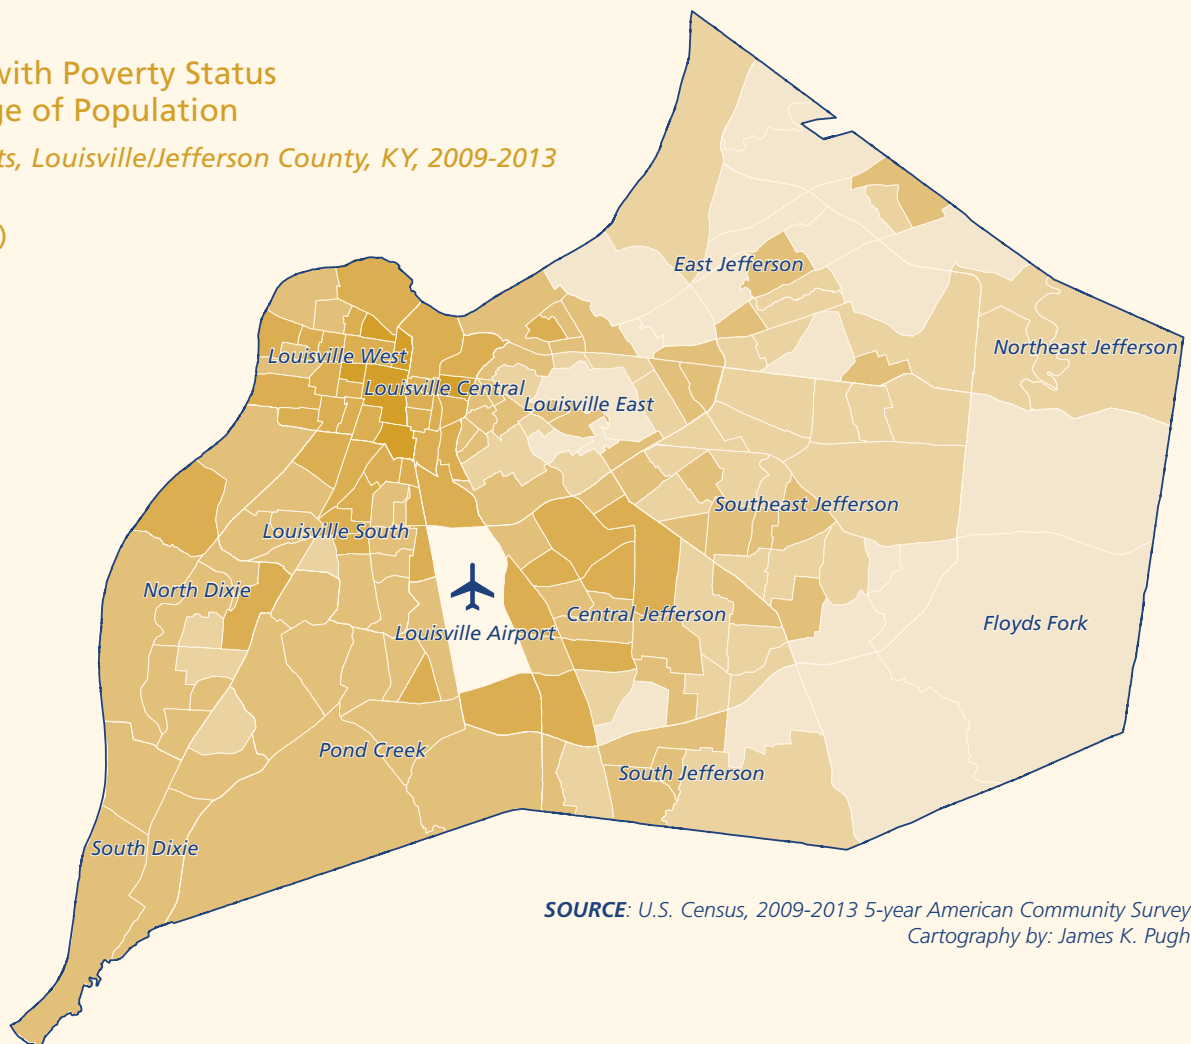 with Poverty Status
ge of Population
ts, Louisville/Jefferson County, KY, 2009-2013
)
East Jefferson
Northeast Jefferson
Louisville West
Louisville Central
Louisville East
Southeast Jefferson
Louisville South
North Dixie
Central Jefferson
Floyds Fork
Louisville Airport
Pond Creek
South Jefferson
South Dixie
SOURCE: U.S. Census, 2009-2013 5-year American Community Survey
Cartography by: James K. Pugh